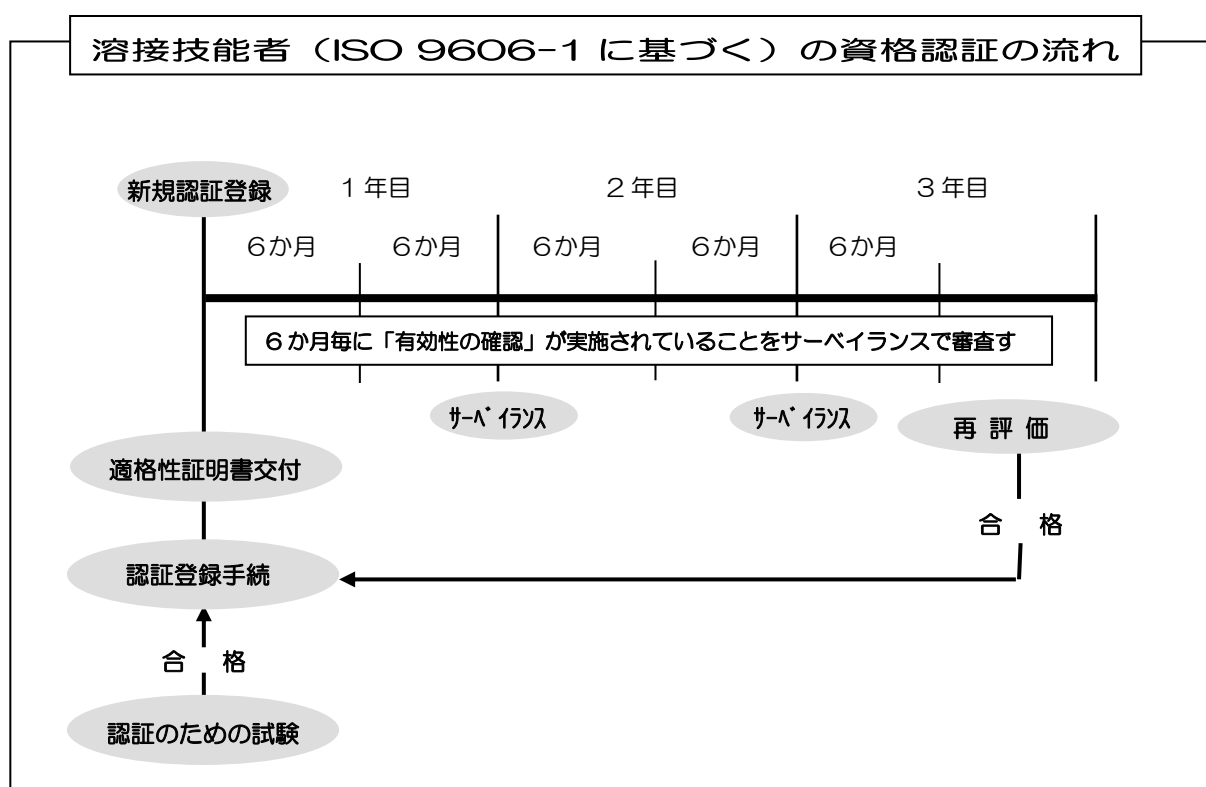 溶接技能者（ISO 9606-1 に基づく）の資格認証の流れ
新規認証登録
１年目
２年目
３年目
６か月
６か月
６か月
６か月
６か月
６か月毎に「有効性の確認」が実施されていることをサーベイランスで審査す
ｻｰﾍﾞｲﾗﾝｽ
ｻｰﾍﾞｲﾗﾝｽ
再 評 価
適格性証明書交付
合 格
認証登録手続
合 格
認証のための試験